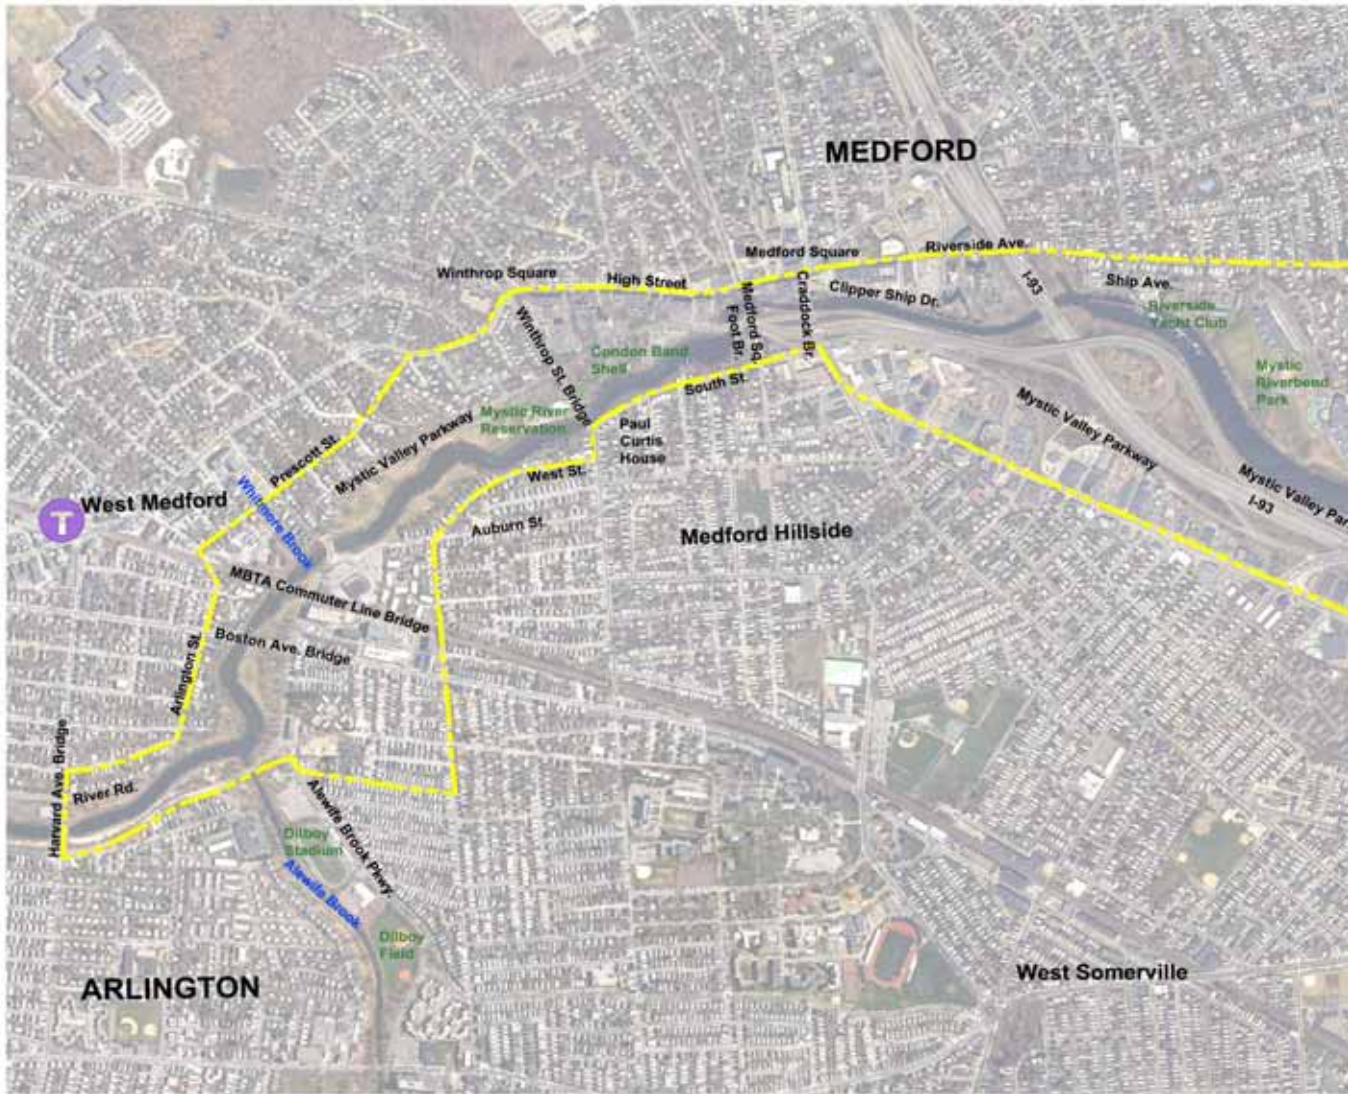 MEDFORD
Medford Square
Riverside Ave.
Winthrop Square
High Street
I-93
Ship Ave.
Clipper Ship Dr.
Riverside
Yacht Club
Medford Sq.
Foot Br.
Craddock Br.
Winthrop St. Bridge
Condon Band
Shell
Mystic
Riverbend
Park
South St.
Mystic Valley Parkway
Mystic River
Reservation
Paul
Curtis
House
Mystic Valley Parkway
Prescott St.
West St.
Mystic Valley Par
I-93
T
West Medford
Whitmore Brook
Auburn St.
Medford Hillside
MBTA Commuter Line Bridge
Boston Ave. Bridge
Arlington St.
Harvard Ave. Bridge
River Rd.
Alewife Brook Pkwy.
Dilboy
Stadium
Alewife Brook
Dilboy
Field
ARLINGTON
West Somerville